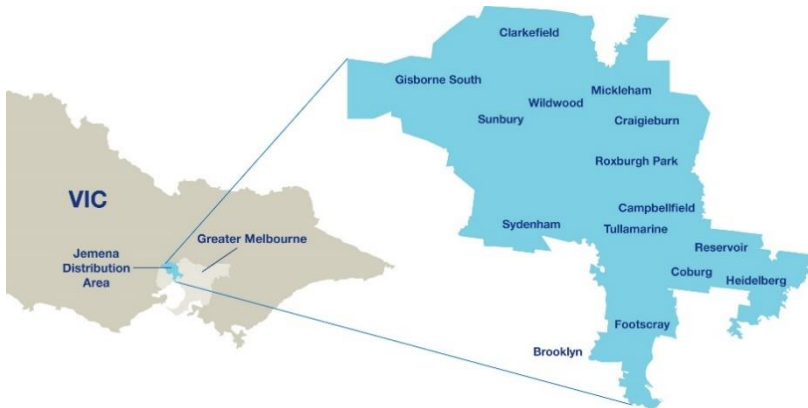 VIC
Jemena
Distribution
Area
Greater Melbourne
Clarkefield
Gisborne South
Mickleham
Wildwood
Sunbury
Craigieburn
Roxburgh Park
Campbellfield
Sydenham
Tullamarine
Reservoir
Coburg
Heidelberg
Footscray
Brooklyn